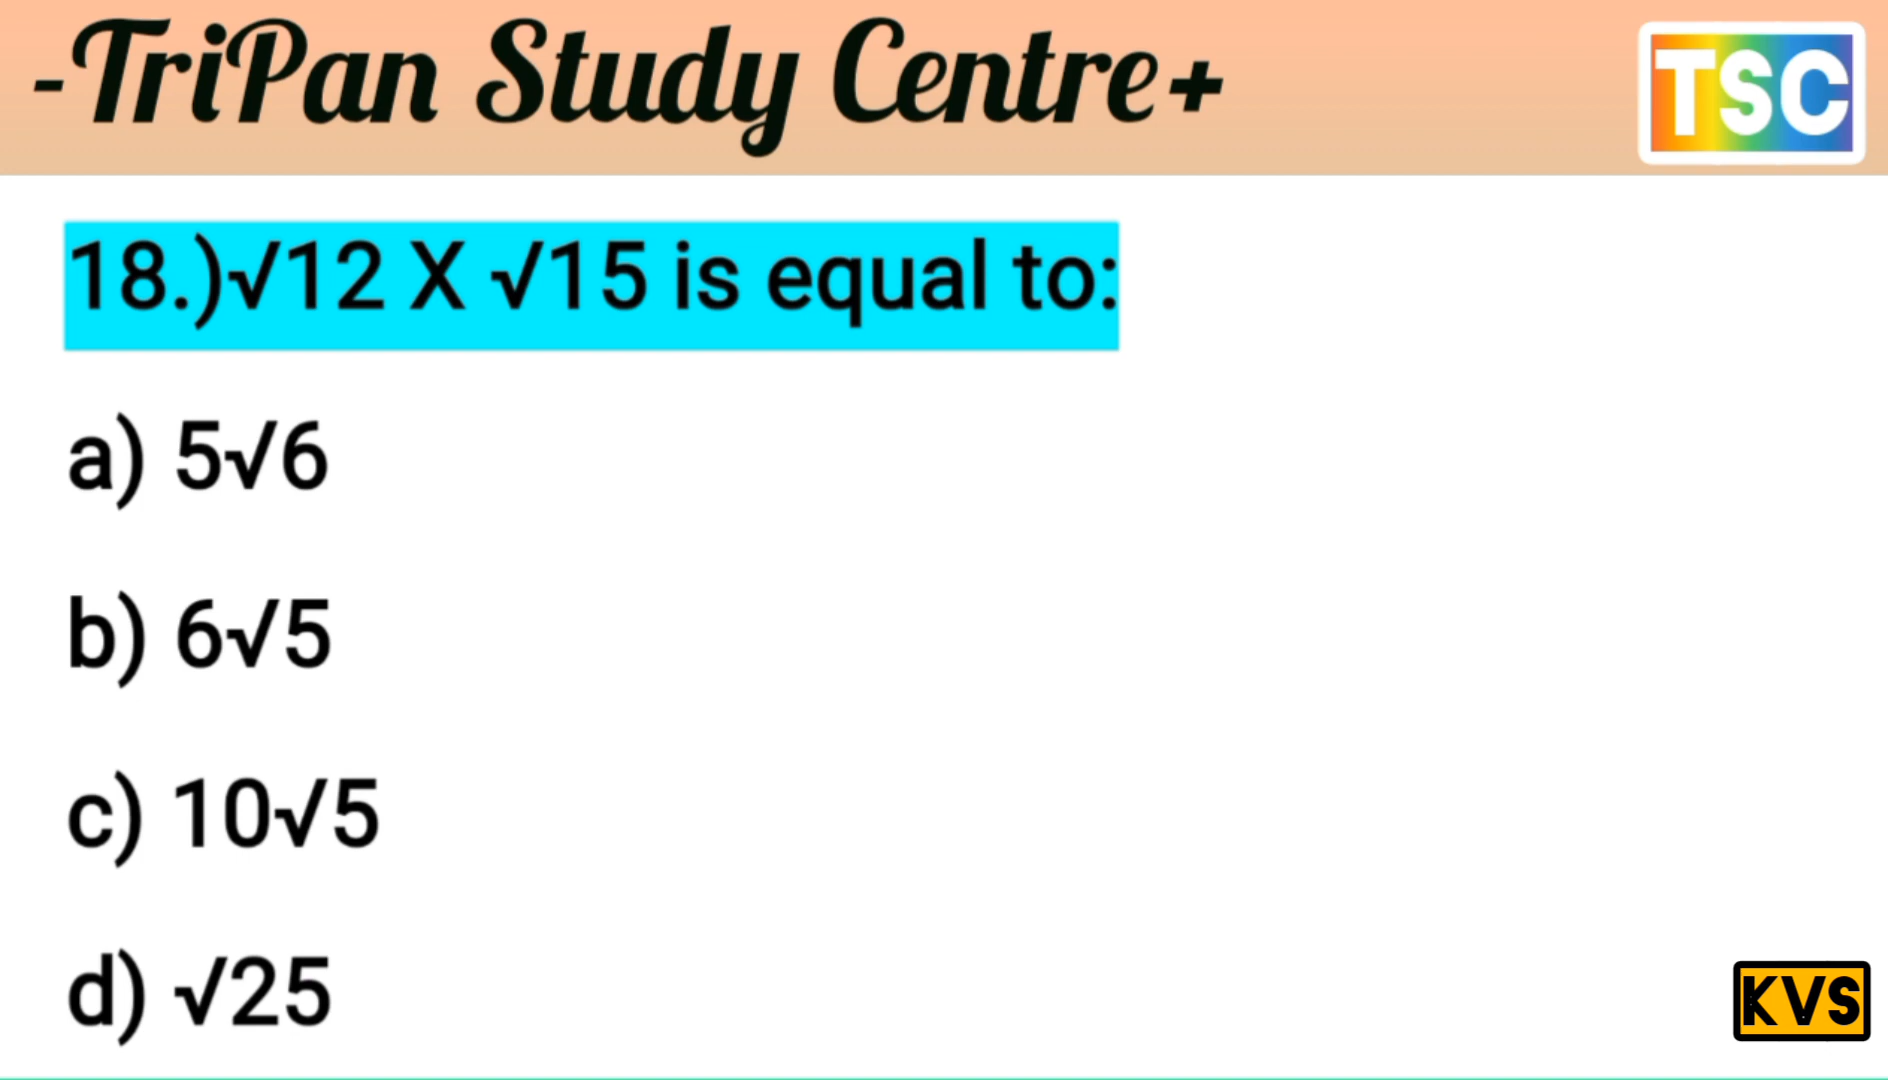 -TriPan Study Centre+
TSC
18.)√12 X √15 is equal to:
a) 5√6
b) 6√5
c) 10√5
d) √25
KVS